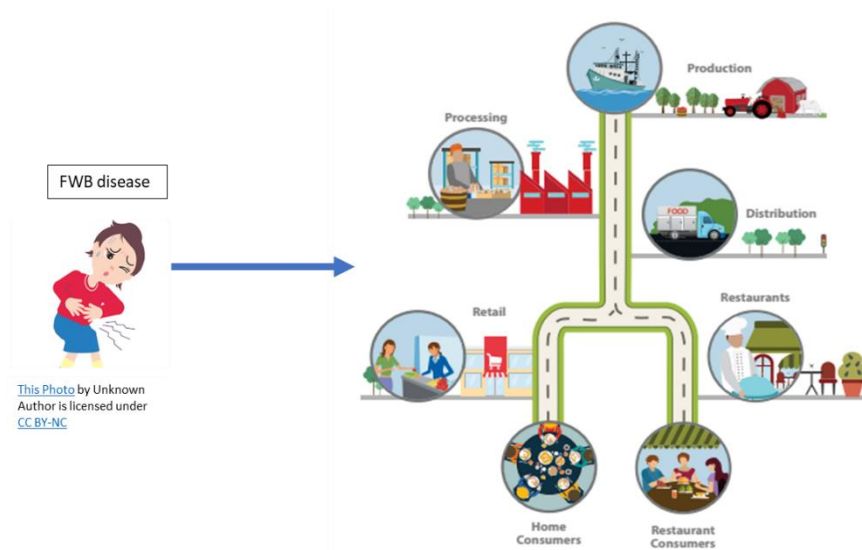 FWB disease
This Photo by Unknown
Author is licensed under
CC BY-NC
Production
Processing
FOOD
Distribution
Retail
Restaurants
Home
Consumers
Restaurant
Consumers